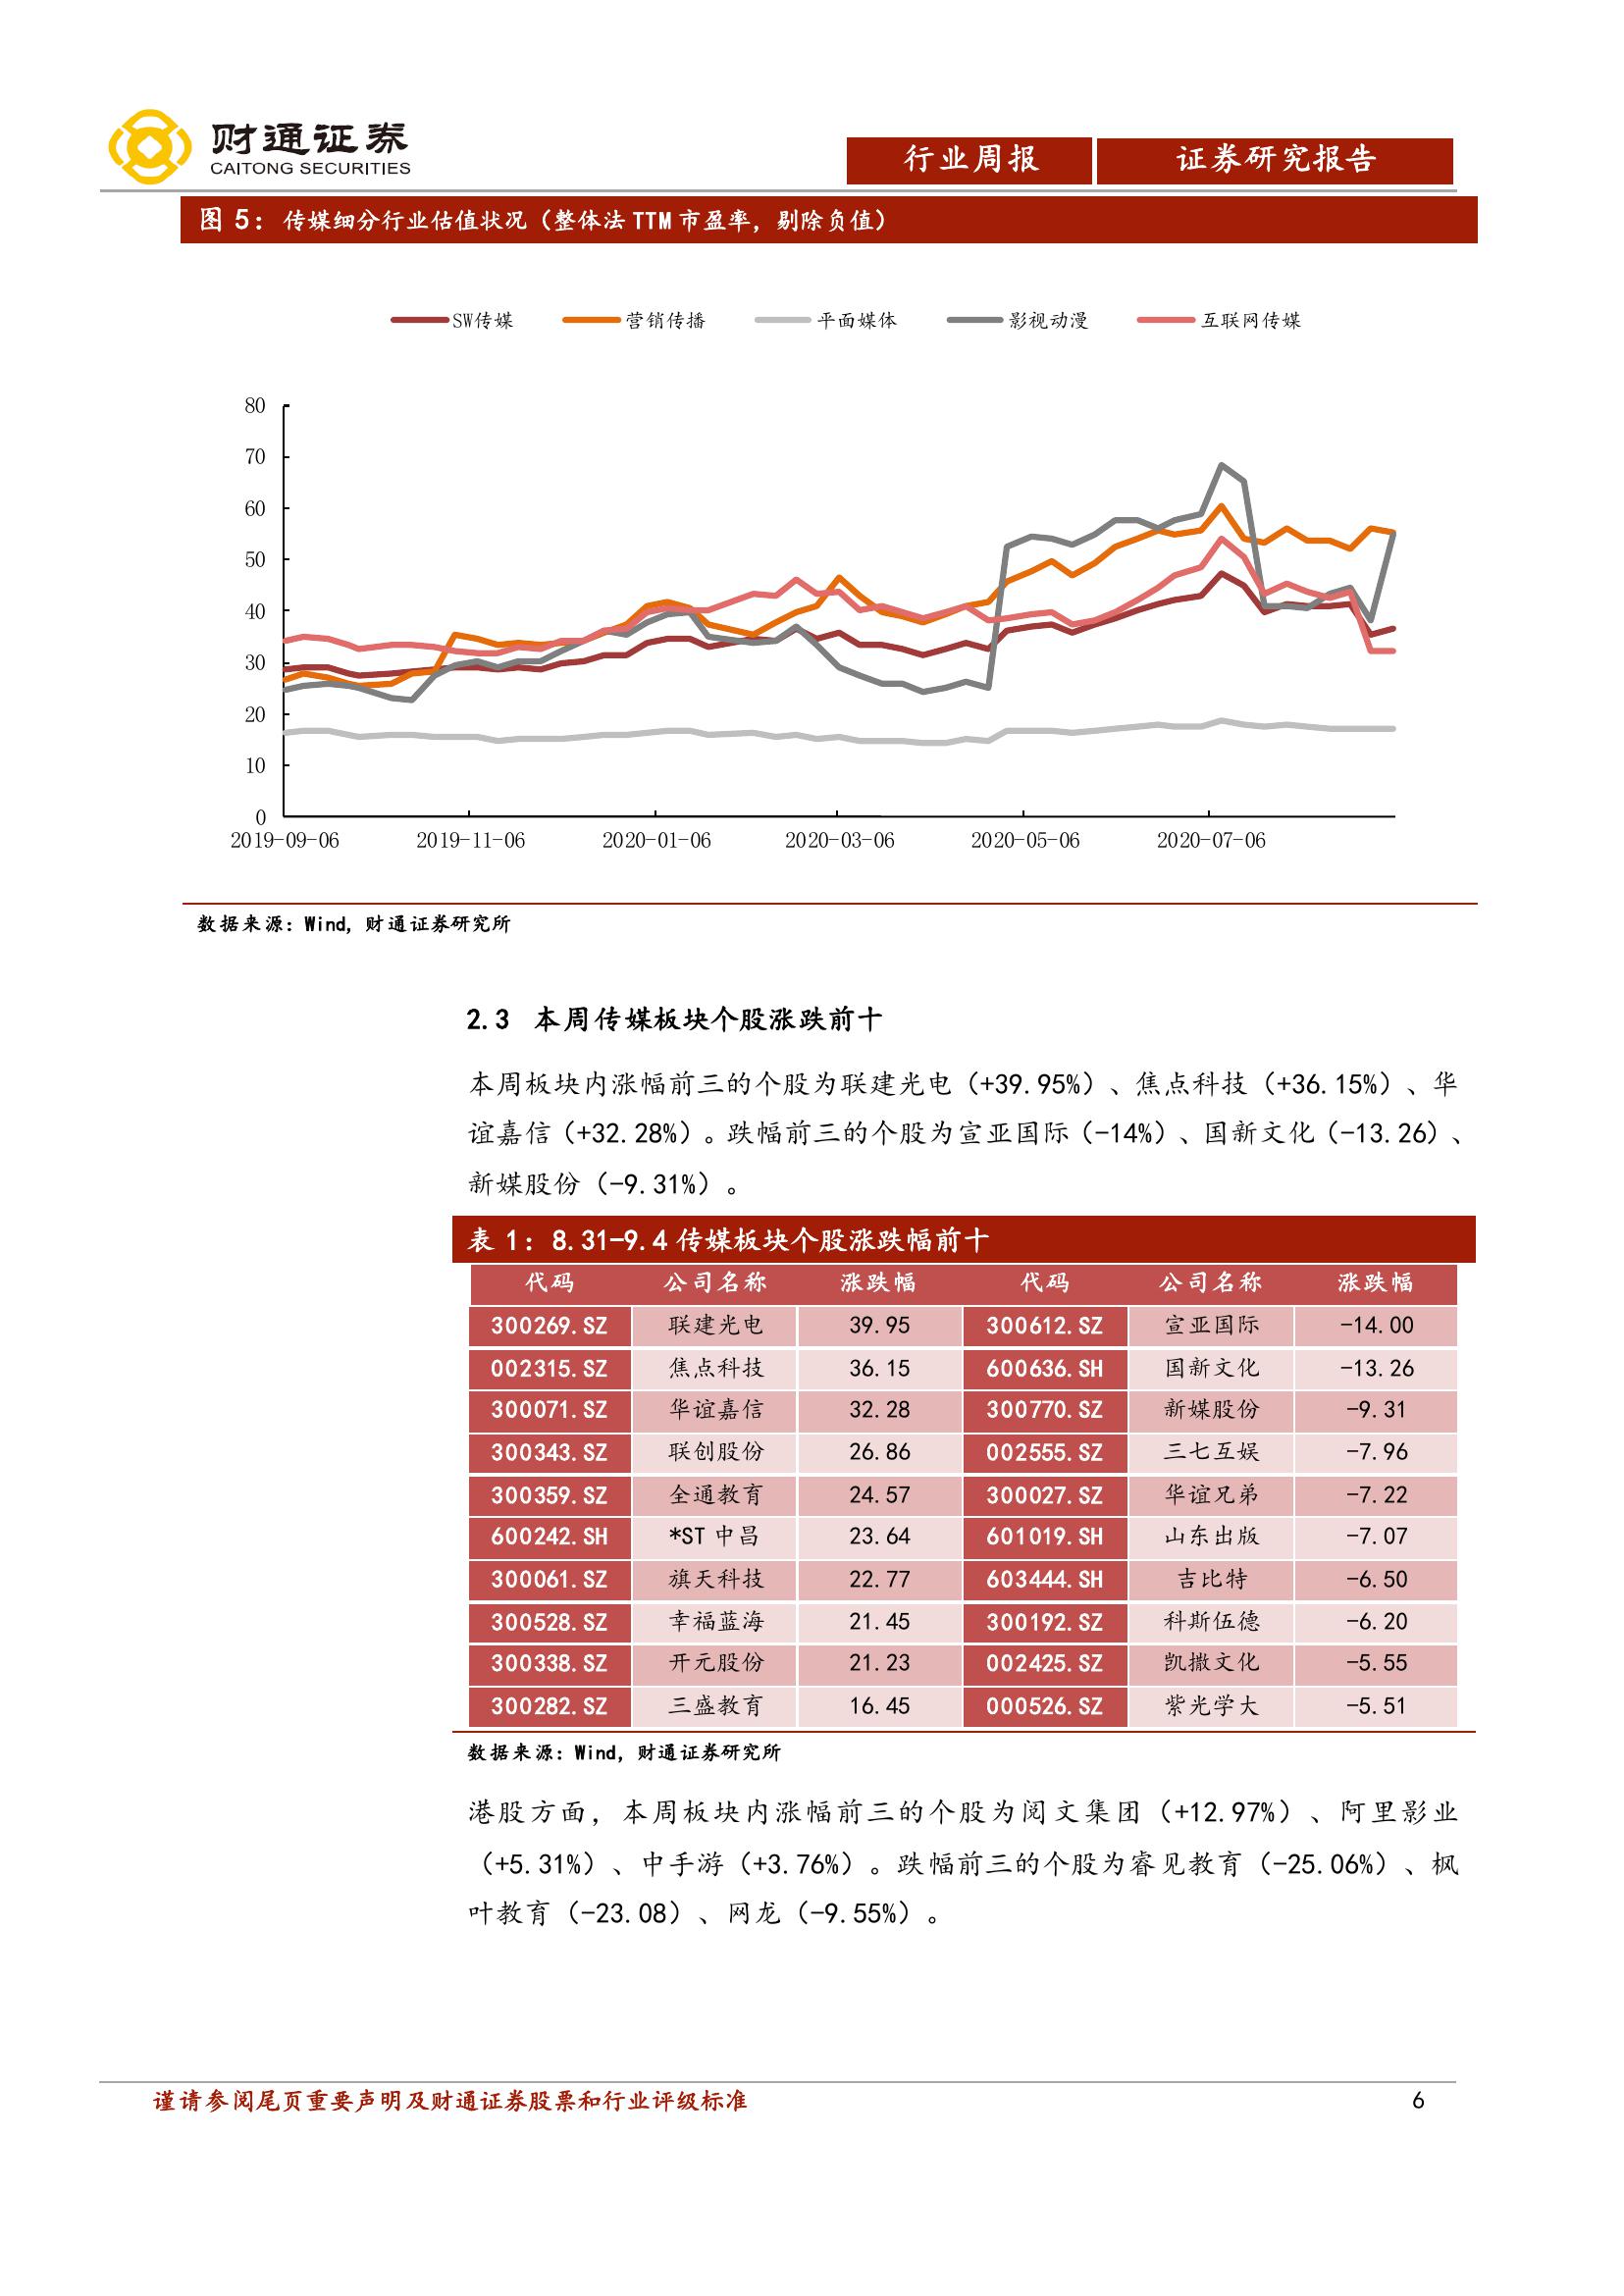 财通证券
CAITONG SECURITIES
行业周报
证券研究报告
图 5：传媒细分行业估值状况（整体法 TTM 市盈率，剔除负值）
SW传媒 营销传播 平面媒体 影视动漫 互联网传媒
80
70
60
50
40
30
20
10
0
2019-09-06 2019-11-06 2020-01-06 2020-03-06 2020-05-06 2020-07-06
数据来源：Wind，财通证券研究所
2.3 本周传媒板块个股涨跌前十
本周板块内涨幅前三的个股为联建光电（+39.95%）、焦点科技（+36.15%）、华
谊嘉信（+32.28%）。跌幅前三的个股为宣亚国际（-14%）、国新文化（-13.26）、
新媒股份（-9.31%）。
表 1：8.31-9.4 传媒板块个股涨跌幅前十
代码 公司名称 涨跌幅 代码 公司名称 涨跌幅
300269.SZ 联建光电 39.95 300612.SZ 宣亚国际 -14.00
002315.SZ 焦点科技 36.15 600636.SH 国新文化 -13.26
300071.SZ 华谊嘉信 32.28 300770.SZ 新媒股份 -9.31
300343.SZ 联创股份 26.86 002555.SZ 三七互娱 -7.96
300359.SZ 全通教育 24.57 300027.SZ 华谊兄弟 -7.22
600242.SH *ST 中昌 23.64 601019.SH 山东出版 -7.07
300061.SZ 旗天科技 22.77 603444.SH 吉比特 -6.50
300528.SZ 幸福蓝海 21.45 300192.SZ 科斯伍德 -6.20
300338.SZ 开元股份 21.23 002425.SZ 凯撒文化 -5.55
300282.SZ 三盛教育 16.45 000526.SZ 紫光学大 -5.51
数据来源：Wind，财通证券研究所
港股方面，本周板块内涨幅前三的个股为阅文集团（+12.97%）、阿里影业
（+5.31%）、中手游（+3.76%）。跌幅前三的个股为睿见教育（-25.06%）、枫
叶教育（-23.08）、网龙（-9.55%）。
谨请参阅尾页重要声明及财通证券股票和行业评级标准
6